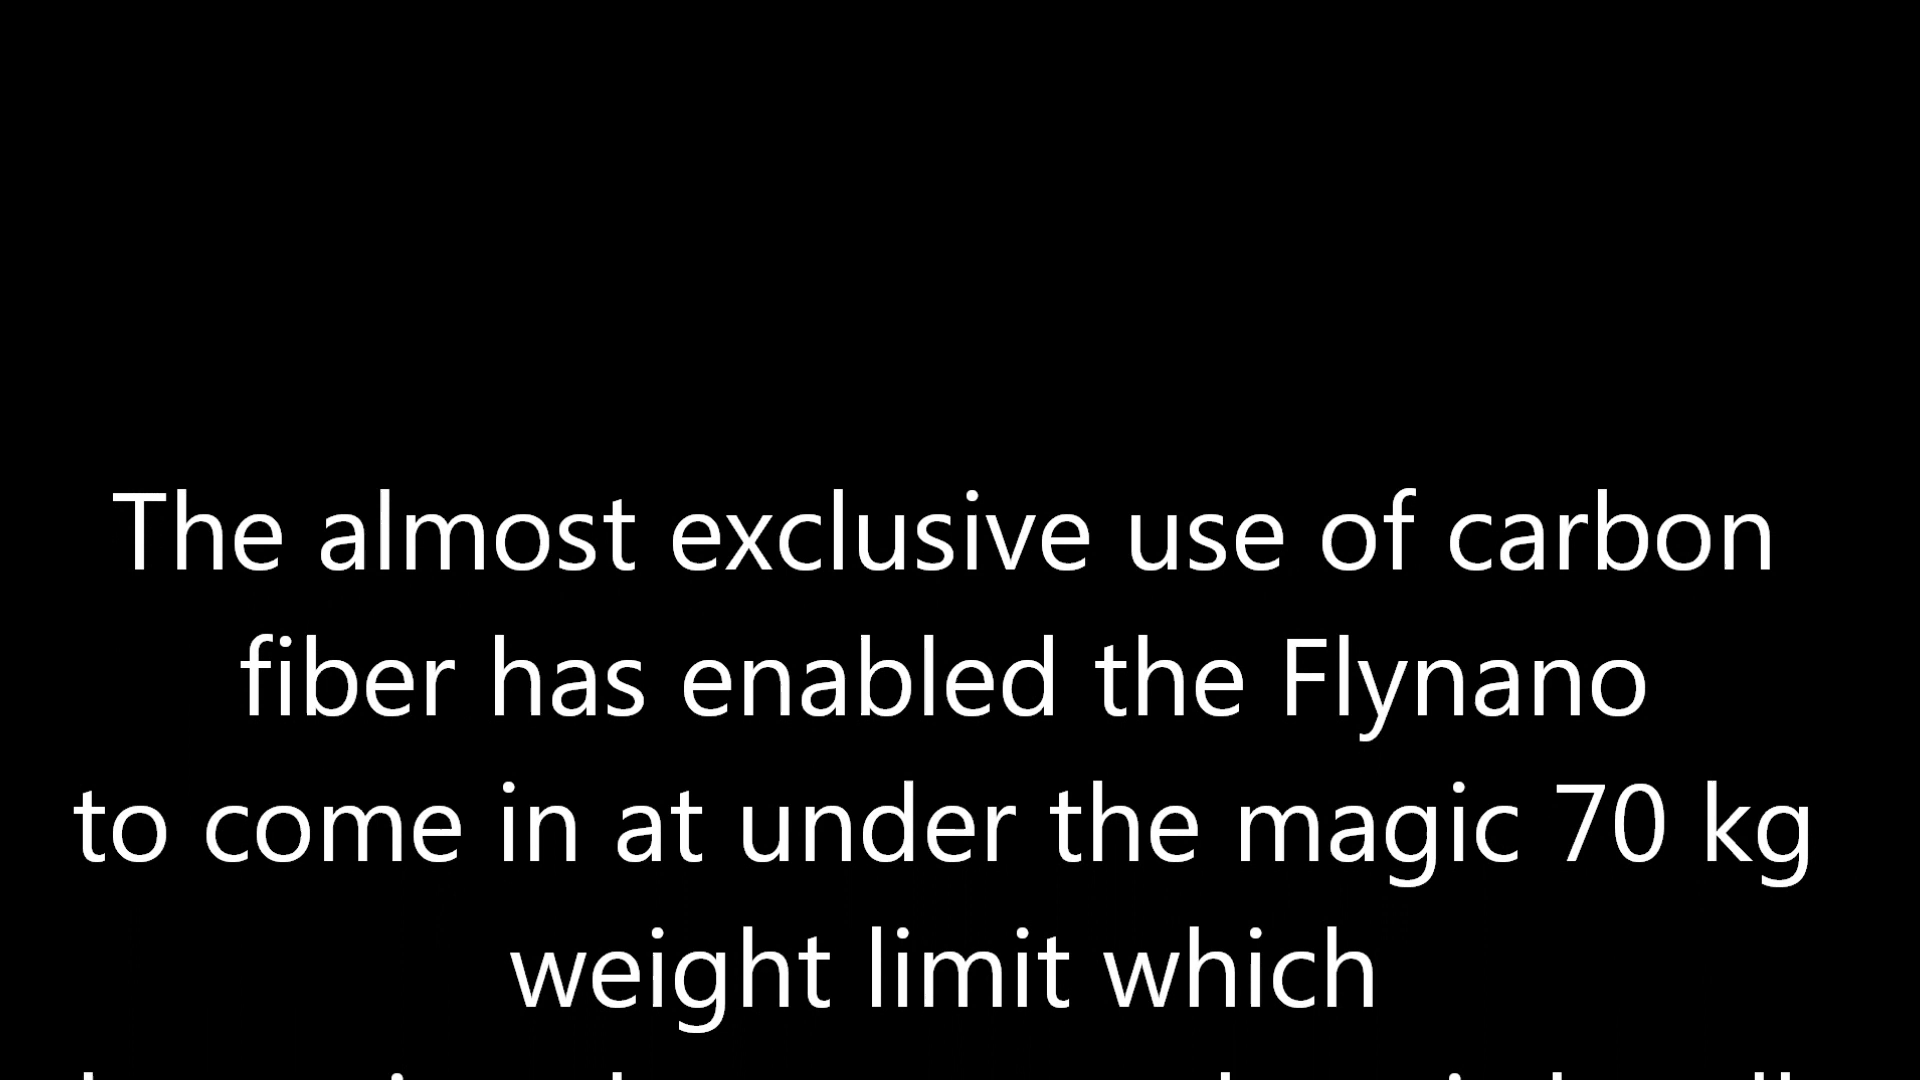 The almost exclusive use of carbon
fiber has enabled the Flynano
to come in at under the magic 70 kg
weight limit which